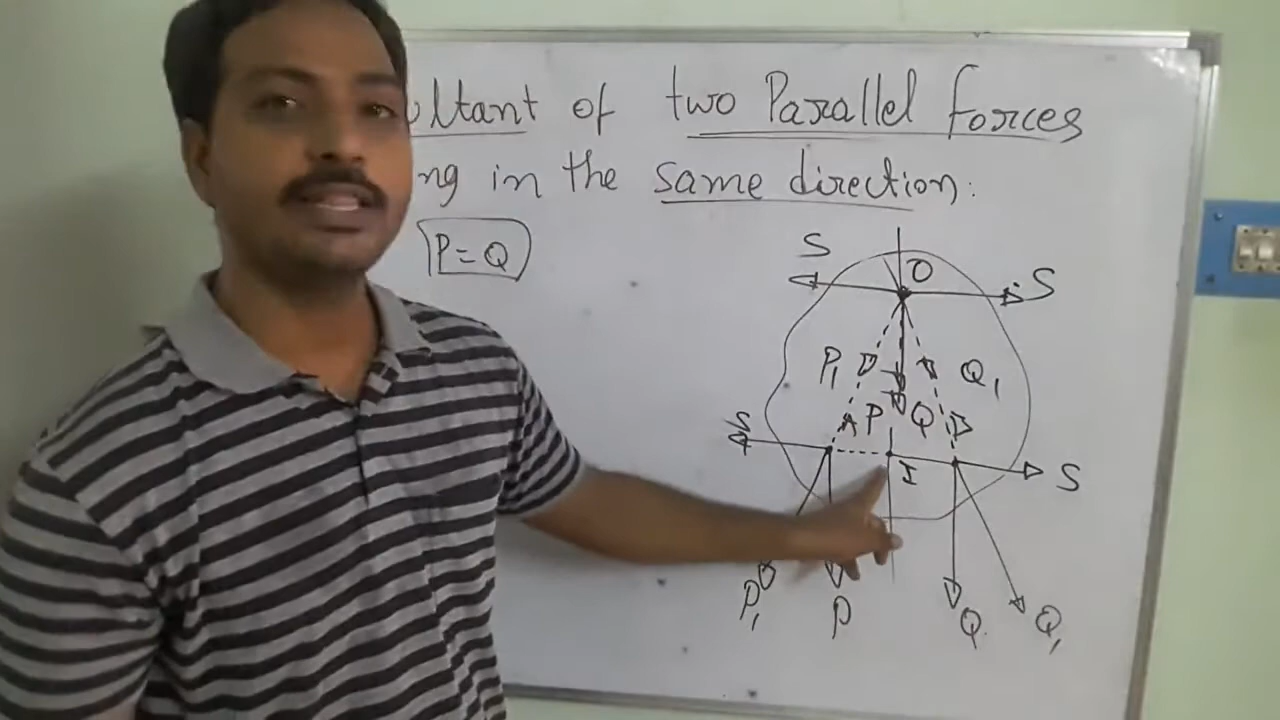 ultant of two Parallel forces
ng in the same direction:
P = Q
S O S
P₁ Q₁
P Q
S I S
P₁ P Q Q₁